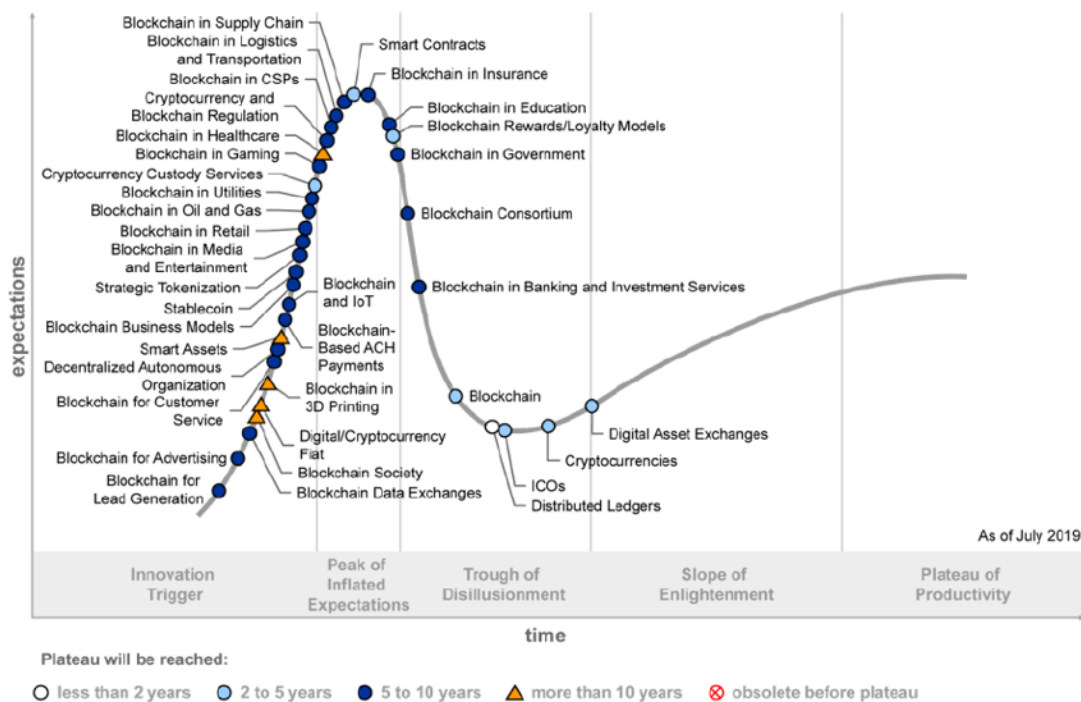 Blockchain in Supply Chain
Blockchain in Logistics
and Transportation
Blockchain in CSPs
Cryptocurrency and
Blockchain Regulation
Blockchain in Healthcare
Blockchain in Gaming
Cryptocurrency Custody Services
Blockchain in Utilities
Blockchain in Oil and Gas
Blockchain in Retail
Blockchain in Media
and Entertainment
Strategic Tokenization
Stablecoin
Blockchain Business Models
Smart Assets
Decentralized Autonomous
Organization
Blockchain for Customer
Service
Blockchain for Advertising
Blockchain for
Lead Generation
Smart Contracts
Blockchain in Insurance
Blockchain in Education
Blockchain Rewards/Loyalty Models
Blockchain in Government
Blockchain Consortium
Blockchain in Banking and Investment Services
Blockchain
and IoT
Blockchain-
Based ACH
Payments
Blockchain in
3D Printing
Digital/Cryptocurrency
Fiat
Blockchain Society
Blockchain Data Exchanges
Blockchain
ICOs
Distributed Ledgers
Cryptocurrencies
Digital Asset Exchanges
As of July 2019
expectations
Innovation
Trigger
Peak of
Inflated
Expectations
Trough of
Disillusionment
Slope of
Enlightenment
Plateau of
Productivity
time
Plateau will be reached:
less than 2 years
2 to 5 years
5 to 10 years
more than 10 years
obsolete before plateau